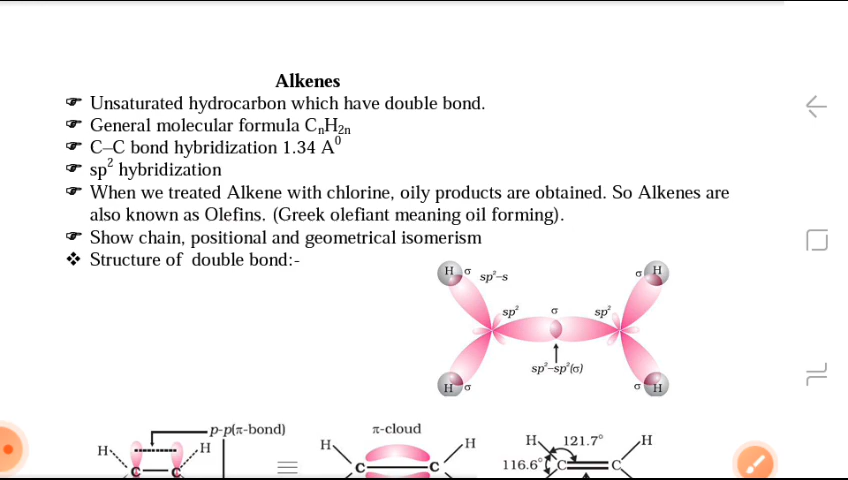 Alkenes
☞ Unsaturated hydrocarbon which have double bond.
☞ General molecular formula CₙH₂ₙ
☞ C–C bond hybridization 1.34 A⁰
☞ sp² hybridization
☞ When we treated Alkene with chlorine, oily products are obtained. So Alkenes are
also known as Olefins. (Greek olefiant meaning oil forming).
☞ Show chain, positional and geometrical isomerism
❖ Structure of double bond:-
H σ sp²–s σ H
sp² σ sp²
sp²–sp²(σ)
H σ σ H
p-p(π-bond) π-cloud
H H H H H 121.7° H
116.6° C C
C C C C